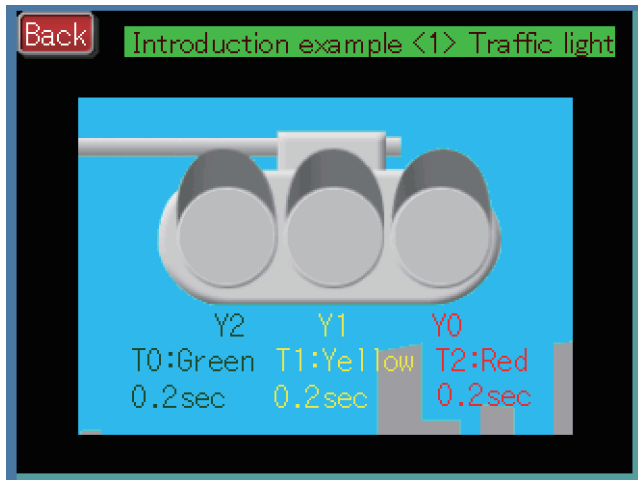 Back
Introduction example <1> Traffic light
Y2 Y1 Y0
T0:Green T1:Yellow T2:Red
0.2sec 0.2sec 0.2sec